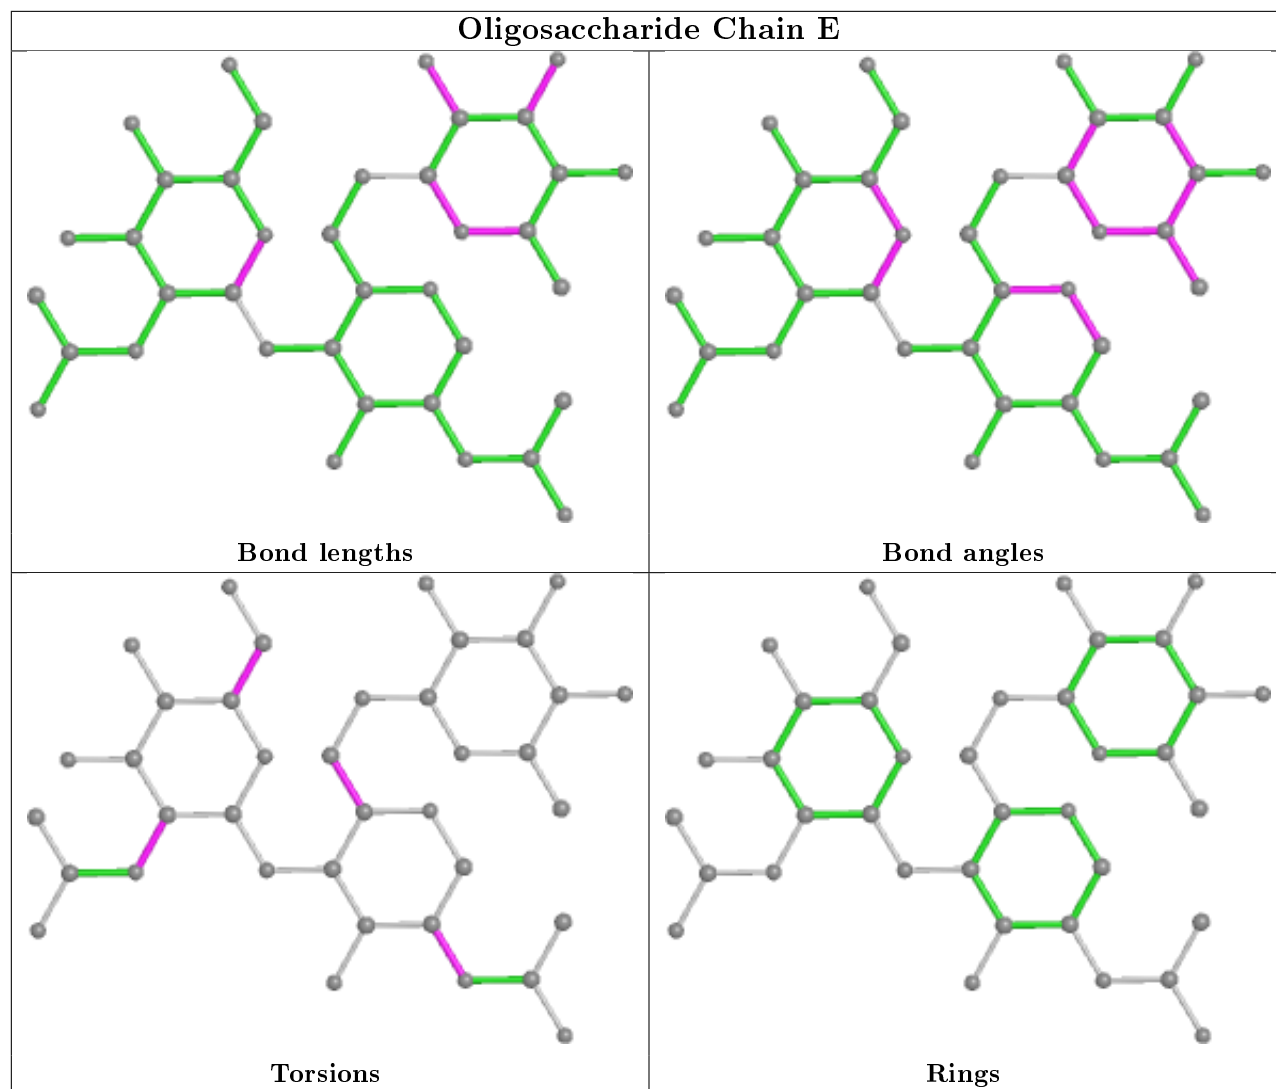 Oligosaccharide Chain E
Bond lengths
Bond angles
Torsions
Rings